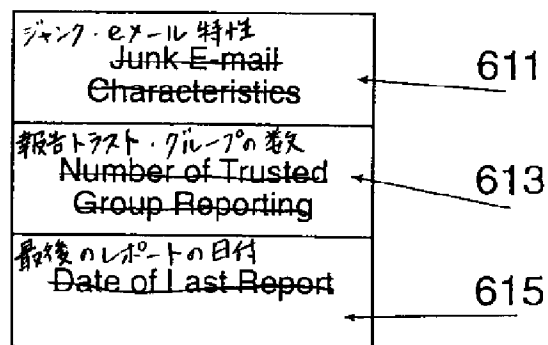 ジャンク・eメール 特性
Junk E-mail
Characteristics
611
報告トラスト・グループの数
Number of Trusted
Group Reporting
613
最後のレポートの日付
Date of Last Report
615